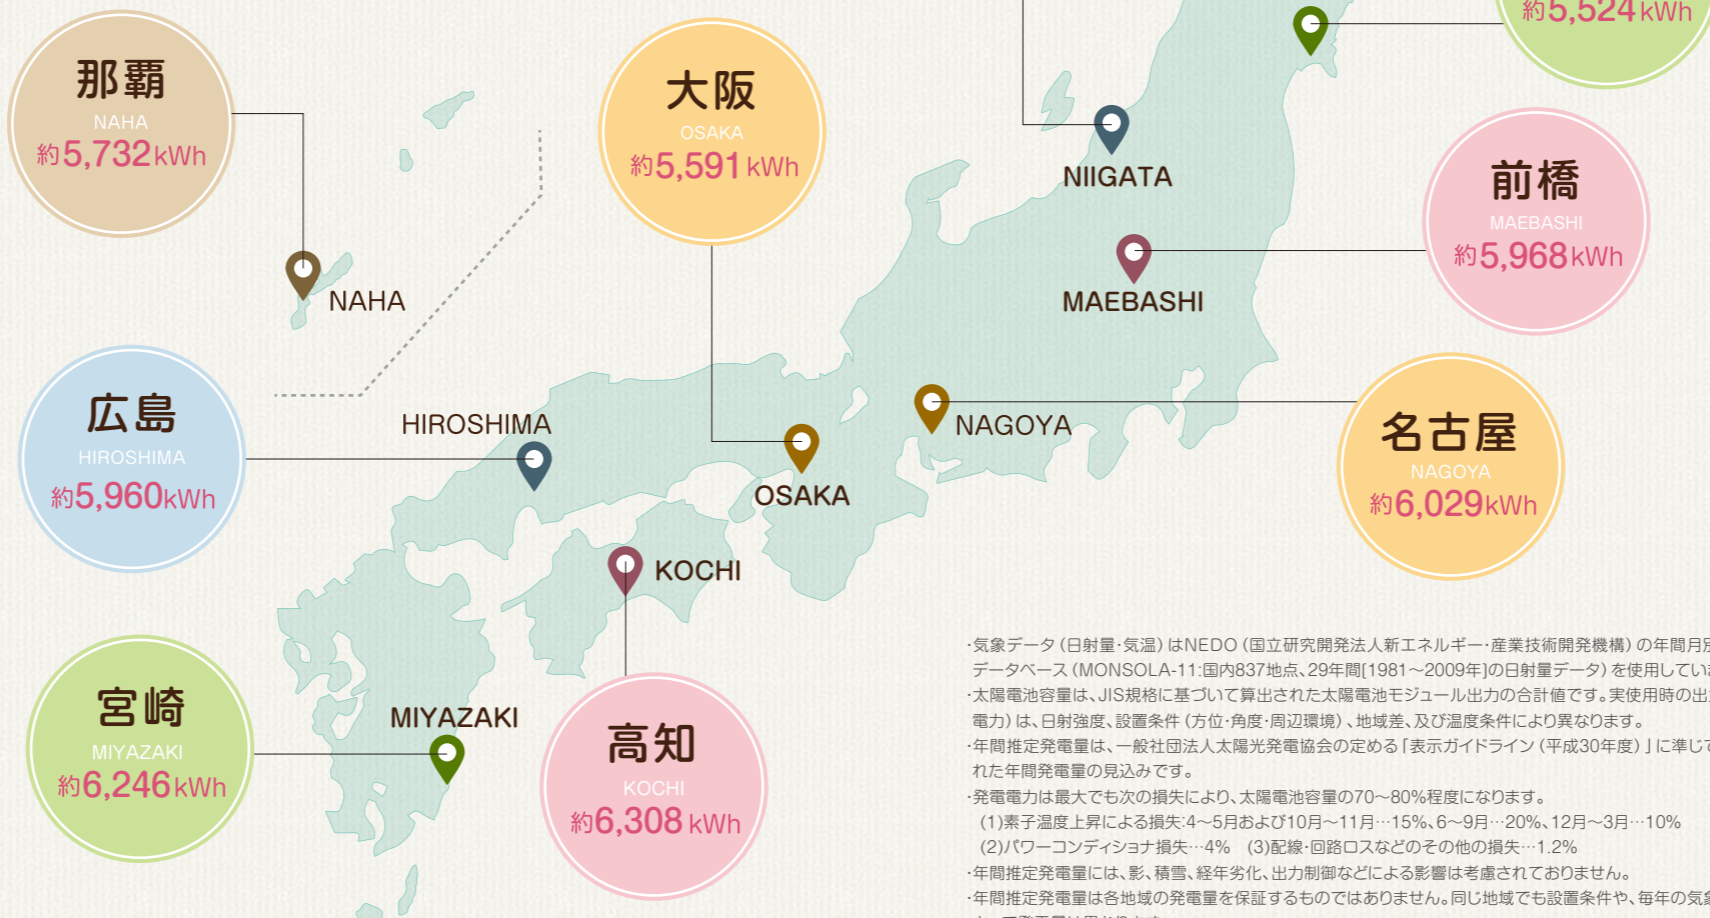 約5,524kWh
那覇
NAHA
約5,732kWh
大阪
OSAKA
約5,591kWh
NIIGATA
前橋
MAEBASHI
約5,968kWh
NAHA
MAEBASHI
広島
HIROSHIMA
約5,960kWh
HIROSHIMA
NAGOYA
名古屋
NAGOYA
約6,029kWh
OSAKA
KOCHI
宮崎
MIYAZAKI
約6,246kWh
MIYAZAKI
高知
KOCHI
約6,308kWh
・気象データ(日射量・気温)はNEDO(国立研究開発法人新エネルギー・産業技術開発機構)の年間月別
データベース(MONSOLA-11:国内837地点、29年間[1981～2009年]の日射量データ)を使用してい
・太陽電池容量は、JIS規格に基づいて算出された太陽電池モジュール出力の合計値です。実使用時の出
電力)は、日射強度、設置条件(方位・角度・周辺環境)、地域差、及び温度条件により異なります。
・年間推定発電量は、一般社団法人太陽光発電協会の定める「表示ガイドライン(平成30年度)」に準じて
れた年間発電量の見込みです。
・発電電力は最大でも次の損失により、太陽電池容量の70～80%程度になります。
(1)素子温度上昇による損失:4～5月および10月～11月…15%、6～9月…20%、12月～3月…10%
(2)パワーコンディショナ損失…4% (3)配線・回路ロスなどのその他の損失…1.2%
・年間推定発電量には、影、積雪、経年劣化、出力制御などによる影響は考慮されておりません。
・年間推定発電量は各地域の発電量を保証するものではありません。同じ地域でも設置条件や、毎年の気象